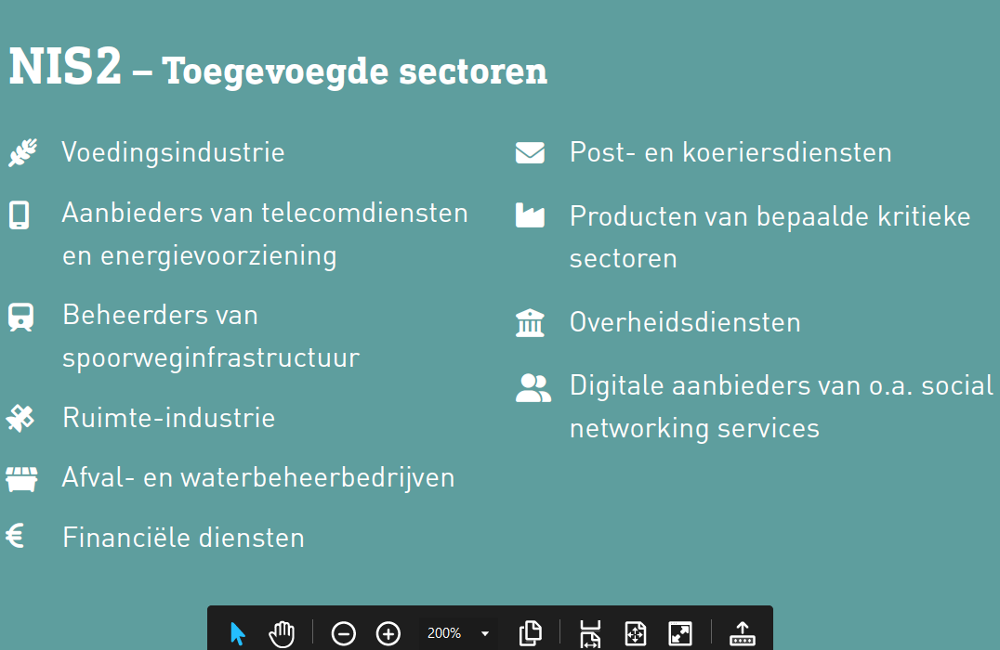 NIS2 – Toegevoegde sectoren
Voedingsindustrie
Aanbieders van telecomdiensten
en energievoorziening
Beheerders van
spoorweginfrastructuur
Ruimte-industrie
Afval- en waterbeheerbedrijven
Financiële diensten
Post- en koeriersdiensten
Producten van bepaalde kritieke
sectoren
Overheidsdiensten
Digitale aanbieders van o.a. social
networking services
200%